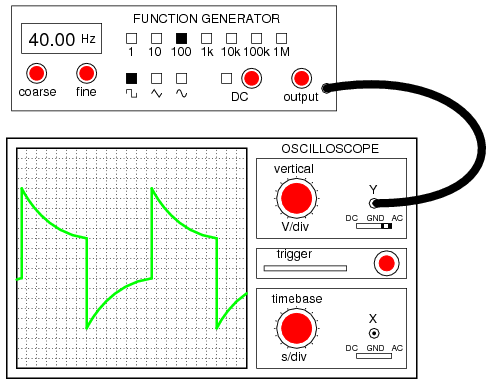 FUNCTION GENERATOR
40.00 Hz
1 10 100 1k 10k 100k 1M
coarse fine DC output
OSCILLOSCOPE
vertical
Y
DC GND AC
V/div
trigger
timebase
X
DC GND AC
s/div